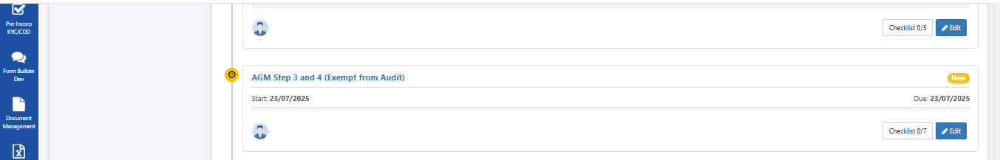 Pre-Incorp
KYC/CDD
Form Builder
Dev
Document
Management
Checklist 0/5
Edit
AGM Step 3 and 4 (Exempt from Audit)
New
Start: 23/07/2025
Due: 23/07/2025
Checklist 0/7
Edit